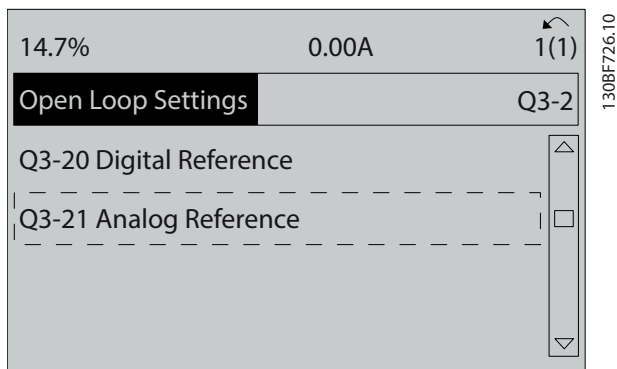 14.7% 0.00A 1(1)
Open Loop Settings Q3-2
Q3-20 Digital Reference
Q3-21 Analog Reference
130BF726.10